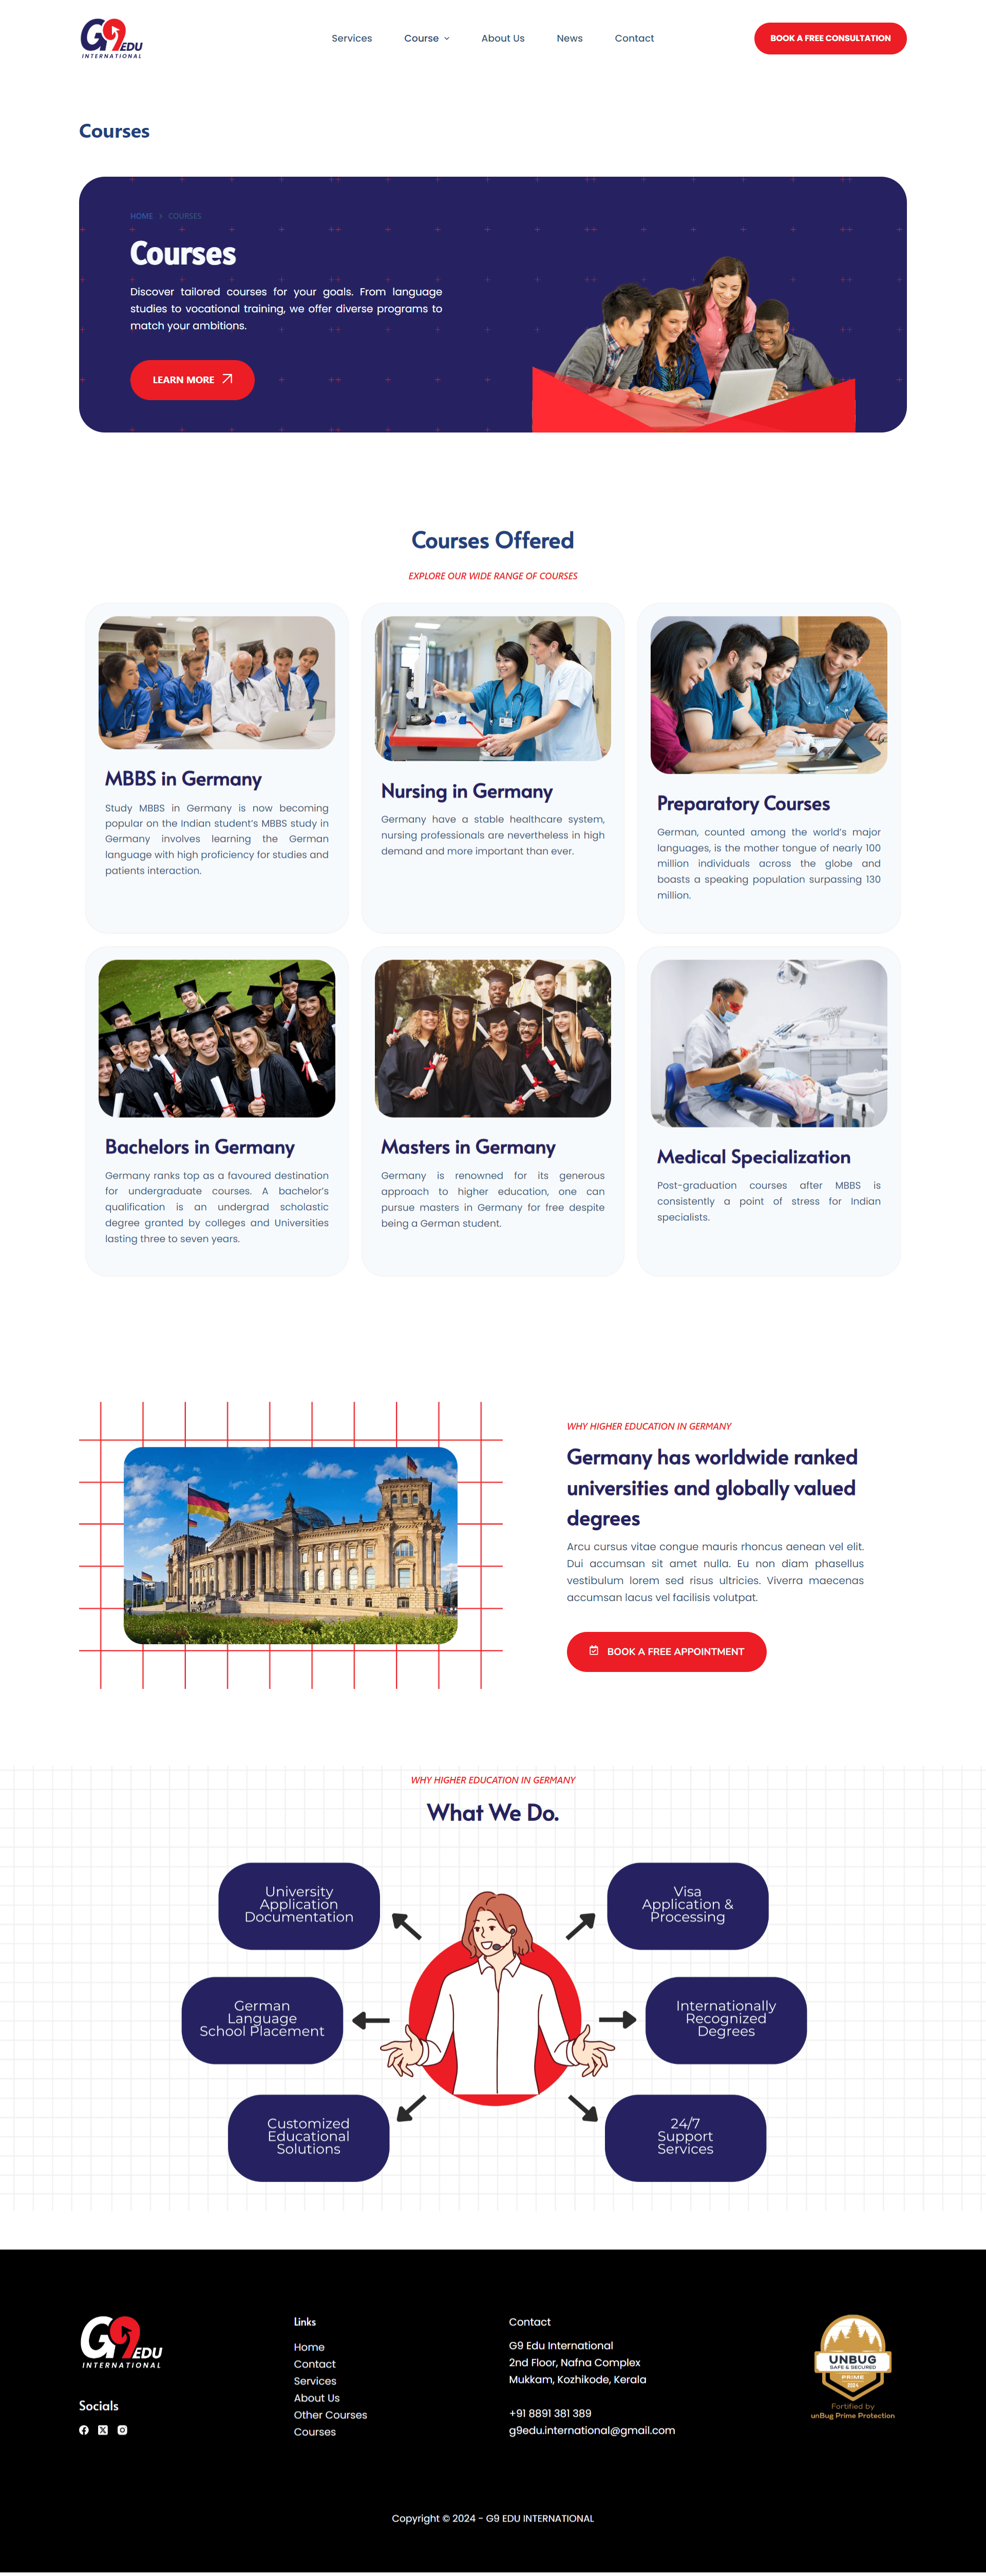 G9 EDU
INTERNATIONAL
Services
Course
About Us
News
Contact
BOOK A FREE CONSULTATION
Courses
HOME
COURSES
Courses
Discover tailored courses for your goals. From language
studies to vocational training, we offer diverse programs to
match your ambitions.
LEARN MORE
Courses Offered
EXPLORE OUR WIDE RANGE OF COURSES
MBBS in Germany
Study MBBS in Germany is now becoming
popular on the Indian student's MBBS study in
Germany involves learning the German
language with high proficiency for studies and
patients interaction.
Nursing in Germany
Germany have a stable healthcare system,
nursing professionals are nevertheless in high
demand and more important than ever.
Preparatory Courses
German, counted among the world's major
languages, is the mother tongue of nearly 100
million individuals across the globe and
boasts a speaking population surpassing 130
million.
Bachelors in Germany
Germany ranks top as a favoured destination
for undergraduate courses. A bachelor's
qualification is an undergrad scholastic
degree granted by colleges and Universities
lasting three to seven years.
Masters in Germany
Germany is renowned for its generous
approach to higher education, one can
pursue masters in Germany for free despite
being a German student.
Medical Specialization
Post-graduation courses after MBBS is
consistently a point of stress for Indian
specialists.
WHY HIGHER EDUCATION IN GERMANY
Germany has worldwide ranked
universities and globally valued
degrees
Arcu cursus vitae congue mauris rhoncus aenean vel elit.
Dui accumsan sit amet nulla. Eu non diam phasellus
vestibulum lorem sed risus ultricies. Viverra maecenas
accumsan lacus vel facilisis volutpat.
BOOK A FREE APPOINTMENT
WHY HIGHER EDUCATION IN GERMANY
What We Do.
University
Application
Documentation
Visa
Application &
Processing
German
Language
School Placement
Internationally
Recognized
Degrees
Customized
Educational
Solutions
24/7
Support
Services
G9 EDU
INTERNATIONAL
Socials
Links
Home
Contact
Services
About Us
Other Courses
Courses
Contact
G9 Edu International
2nd Floor, Nafna Complex
Mukkam, Kozhikode, Kerala
+91 8891 381 389
g9edu.international@gmail.com
UNBUG
SAFE & SECURED
PRIME
2024
Fortified by
unBug Prime Protection
Copyright © 2024 - G9 EDU INTERNATIONAL